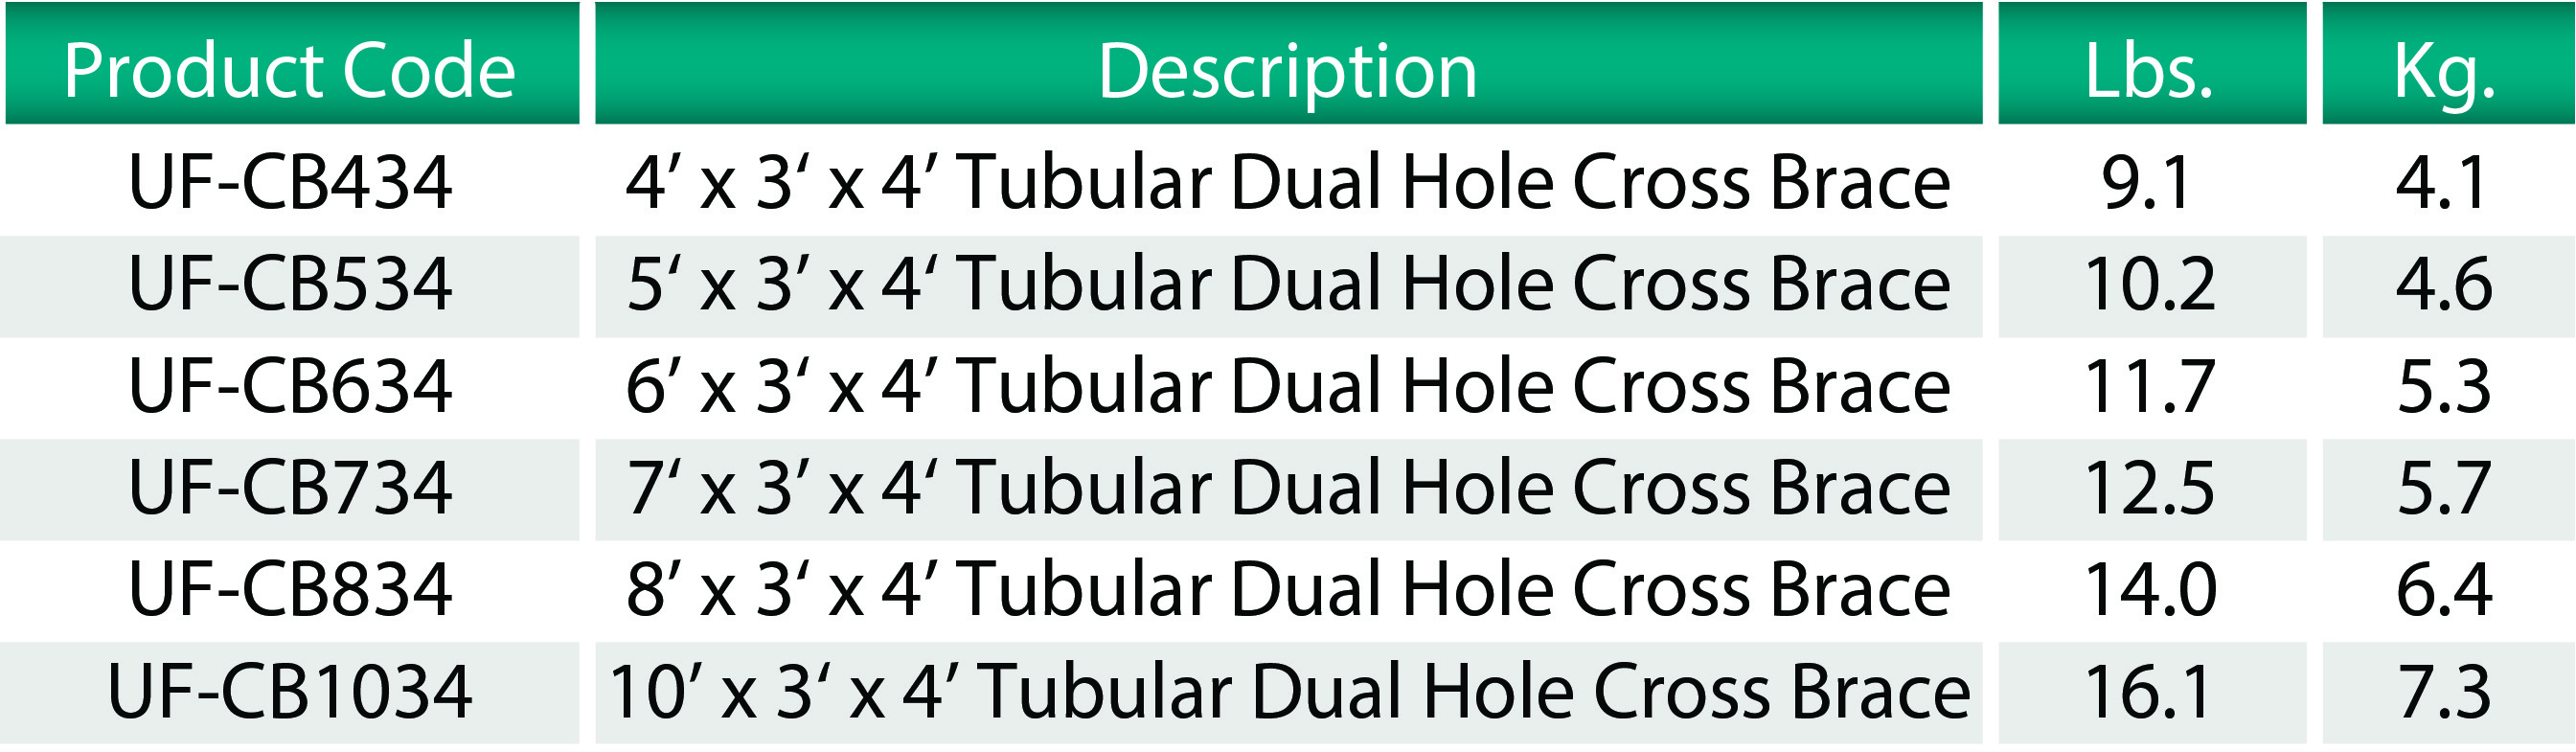 Product Code Description Lbs. Kg.
UF-CB434 4’ x 3‘ x 4’ Tubular Dual Hole Cross Brace 9.1 4.1
UF-CB534 5‘ x 3’ x 4‘ Tubular Dual Hole Cross Brace 10.2 4.6
UF-CB634 6’ x 3‘ x 4’ Tubular Dual Hole Cross Brace 11.7 5.3
UF-CB734 7‘ x 3’ x 4‘ Tubular Dual Hole Cross Brace 12.5 5.7
UF-CB834 8’ x 3‘ x 4’ Tubular Dual Hole Cross Brace 14.0 6.4
UF-CB1034 10’ x 3‘ x 4’ Tubular Dual Hole Cross Brace 16.1 7.3